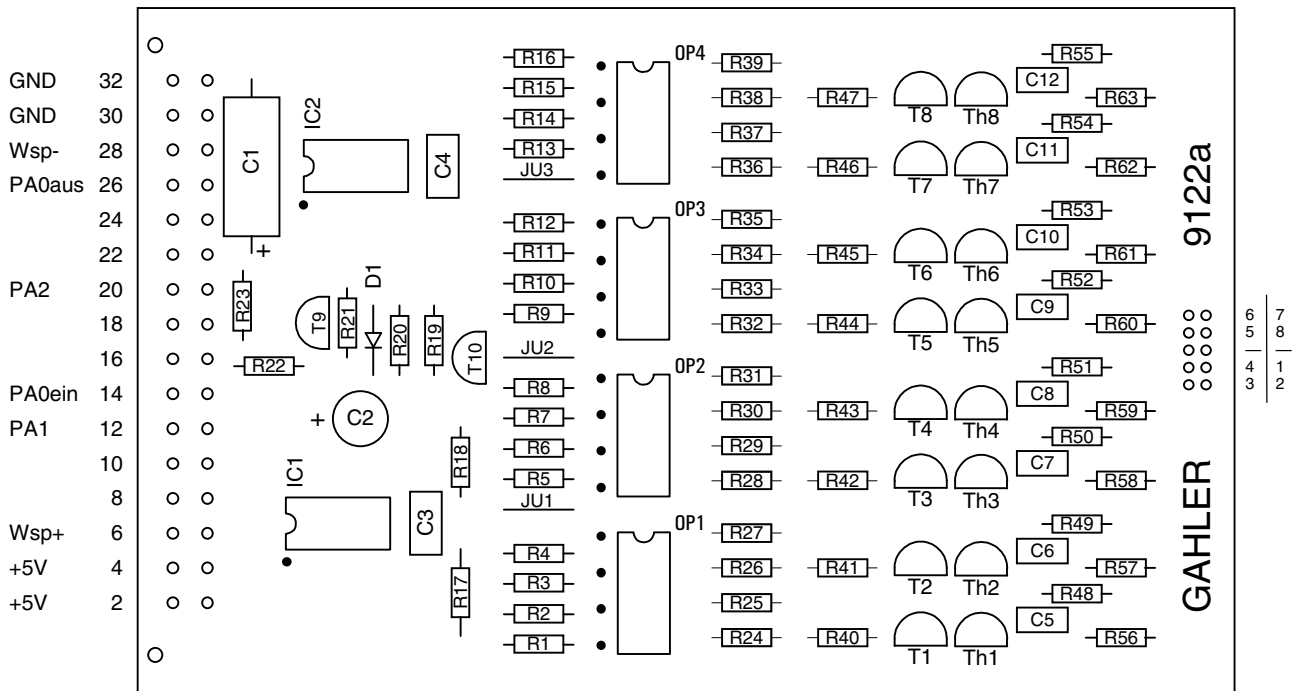 GND 32
GND 30
Wsp- 28
PA0aus 26
24
22
PA2 20
18
16
PA0ein 14
PA1 12
10
8
Wsp+ 6
+5V 4
+5V 2
C1
+
IC2
C4
R23
T9
R21
D1
R20
R19
T10
R22
+ C2
IC1
C3
R18
R17
R16
R15
R14
R13
JU3
R12
R11
R10
R9
JU2
R8
R7
R6
R5
JU1
R4
R3
R2
R1
OP4
OP3
OP2
OP1
R39
R38
R37
R36
R35
R34
R33
R32
R31
R30
R29
R28
R27
R26
R25
R24
R47
R46
R45
R44
R43
R42
R41
R40
T8 Th8
T7 Th7
T6 Th6
T5 Th5
T4 Th4
T3 Th3
T2 Th2
T1 Th1
R55
C12
R63
R54
C11
R62
R53
C10
R61
R52
C9
R60
R51
C8
R59
R50
C7
R58
R49
C6
R57
R48
C5
R56
9122a
GAHLER
6 7
5 8
4 1
3 2